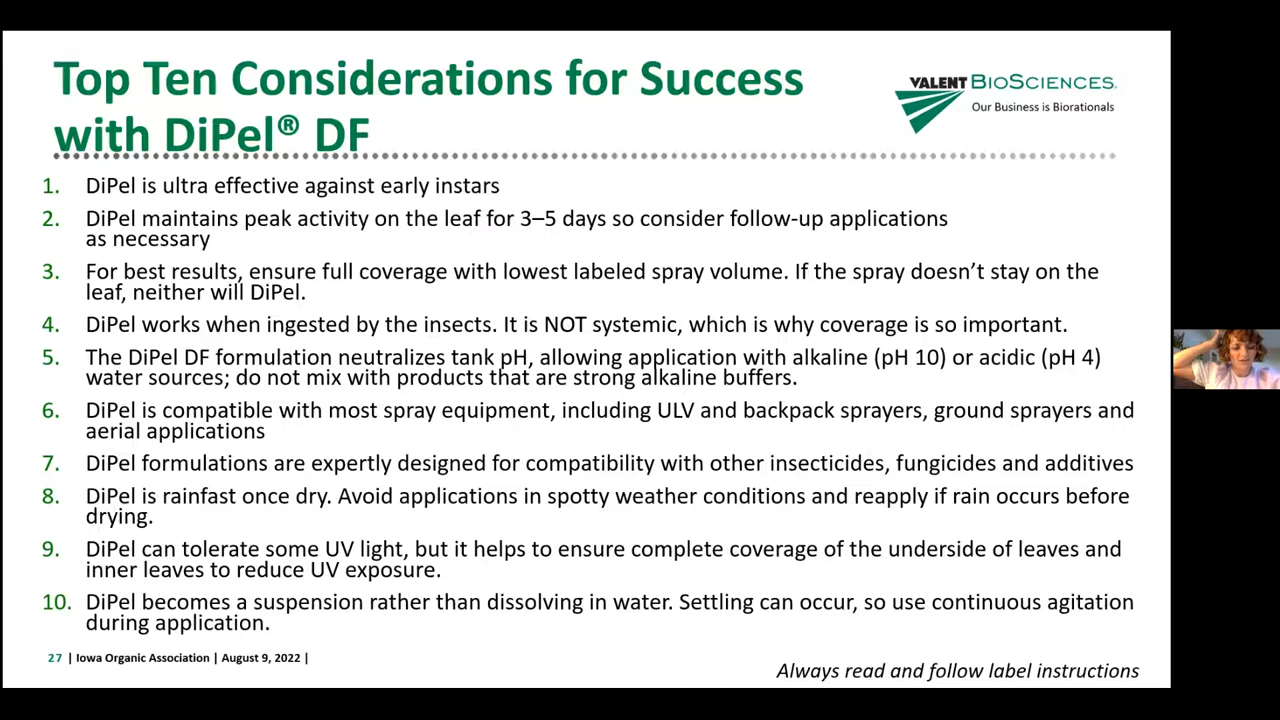 Top Ten Considerations for Success
with DiPel® DF
VALENT BIOSCIENCES.
Our Business is Biorationals
1. DiPel is ultra effective against early instars
2. DiPel maintains peak activity on the leaf for 3–5 days so consider follow-up applications
as necessary
3. For best results, ensure full coverage with lowest labeled spray volume. If the spray doesn’t stay on the
leaf, neither will DiPel.
4. DiPel works when ingested by the insects. It is NOT systemic, which is why coverage is so important.
5. The DiPel DF formulation neutralizes tank pH, allowing application with alkaline (pH 10) or acidic (pH 4)
water sources; do not mix with products that are strong alkaline buffers.
6. DiPel is compatible with most spray equipment, including ULV and backpack sprayers, ground sprayers and
aerial applications
7. DiPel formulations are expertly designed for compatibility with other insecticides, fungicides and additives
8. DiPel is rainfast once dry. Avoid applications in spotty weather conditions and reapply if rain occurs before
drying.
9. DiPel can tolerate some UV light, but it helps to ensure complete coverage of the underside of leaves and
inner leaves to reduce UV exposure.
10. DiPel becomes a suspension rather than dissolving in water. Settling can occur, so use continuous agitation
during application.
27 | Iowa Organic Association | August 9, 2022 |
Always read and follow label instructions